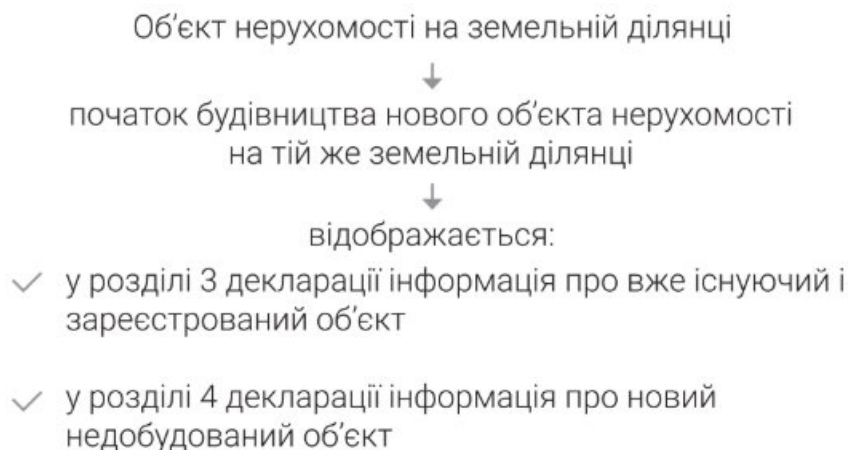 Об’єкт нерухомості на земельній ділянці
початок будівництва нового об’єкта нерухомості
на тій же земельній ділянці
відображається:
у розділі 3 декларації інформація про вже існуючий і
зареєстрований об’єкт
у розділі 4 декларації інформація про новий
недобудований об’єкт